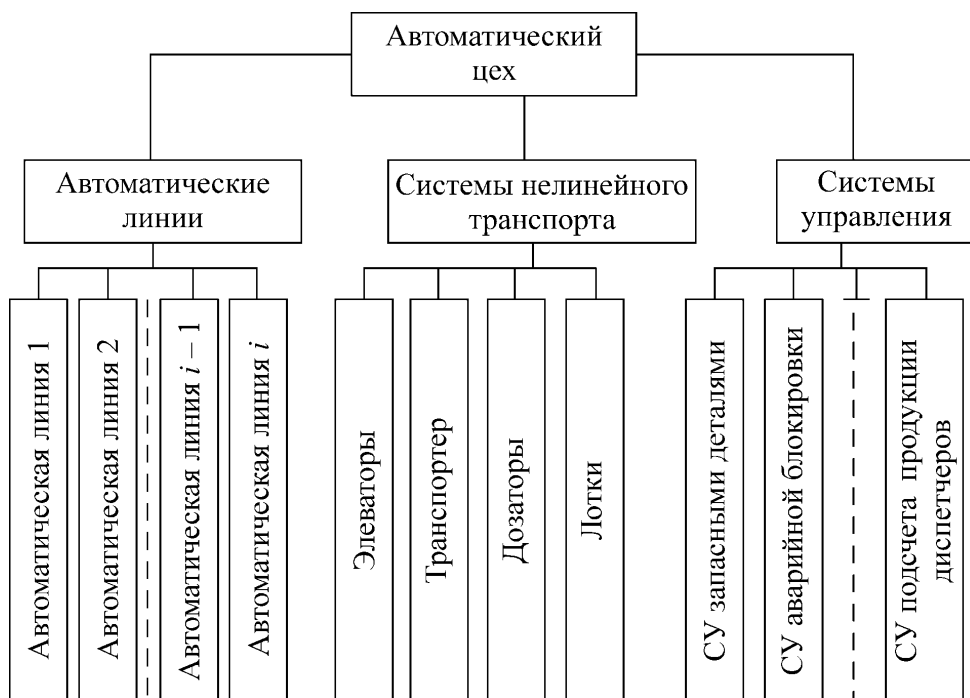 Автоматический
цех
Автоматические
линии
Системы нелинейного
транспорта
Системы
управления
Автоматическая линия 1
Автоматическая линия 2
Автоматическая линия i – 1
Автоматическая линия i
Элеваторы
Транспортер
Дозаторы
Лотки
СУ запасными деталями
СУ аварийной блокировки
СУ подсчета продукции
диспетчеров